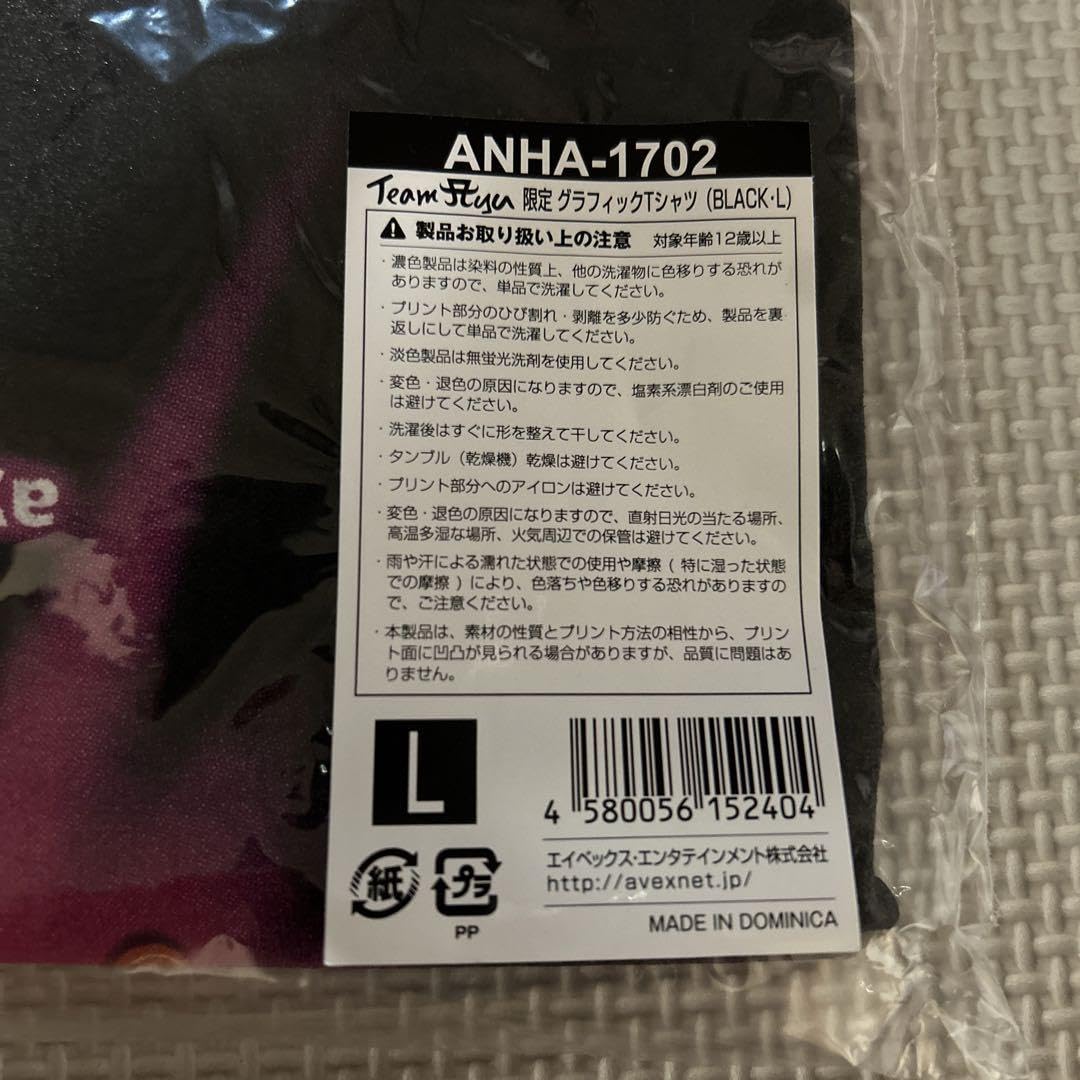 ANHA-1702
Team Ayu 限定 グラフィックTシャツ（BLACK・L）
製品お取り扱い上の注意 対象年齢12歳以上
・濃色製品は染料の性質上、他の洗濯物に色移りする恐れが
ありますので、単品で洗濯してください。
・プリント部分のひび割れ・剥離を多少防ぐため、製品を裏
返しにして単品で洗濯してください。
・淡色製品は無蛍光洗剤を使用してください。
・変色・退色の原因になりますので、塩素系漂白剤のご使用
は避けてください。
・洗濯後はすぐに形を整えて干してください。
・タンブル（乾燥機）乾燥は避けてください。
・プリント部分へのアイロンは避けてください。
・変色・退色の原因になりますので、直射日光の当たる場所、
高温多湿な場所、火気周辺での保管は避けてください。
・雨や汗による濡れた状態での使用や摩擦（特に湿った状態
での摩擦）により、色落ちや色移りする恐れがありますの
で、ご注意ください。
・本製品は、素材の性質とプリント方法の相性から、プリン
ト面に凹凸が見られる場合がありますが、品質に問題はあ
りません。
L
4 580056 152404
エイベックス・エンタテインメント株式会社
http://avexnet.jp/
紙
プラ
PP
MADE IN DOMINICA